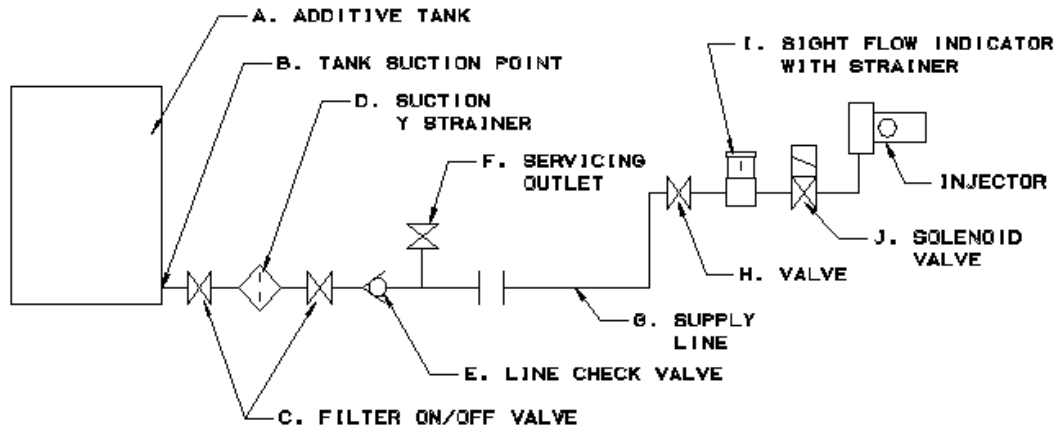 A. ADDITIVE TANK
B. TANK SUCTION POINT
D. SUCTION
Y STRAINER
F. SERVICING
OUTLET
I. SIGHT FLOW INDICATOR
WITH STRAINER
INJECTOR
J. SOLENOID
VALVE
H. VALVE
G. SUPPLY
LINE
E. LINE CHECK VALVE
C. FILTER ON/OFF VALVE